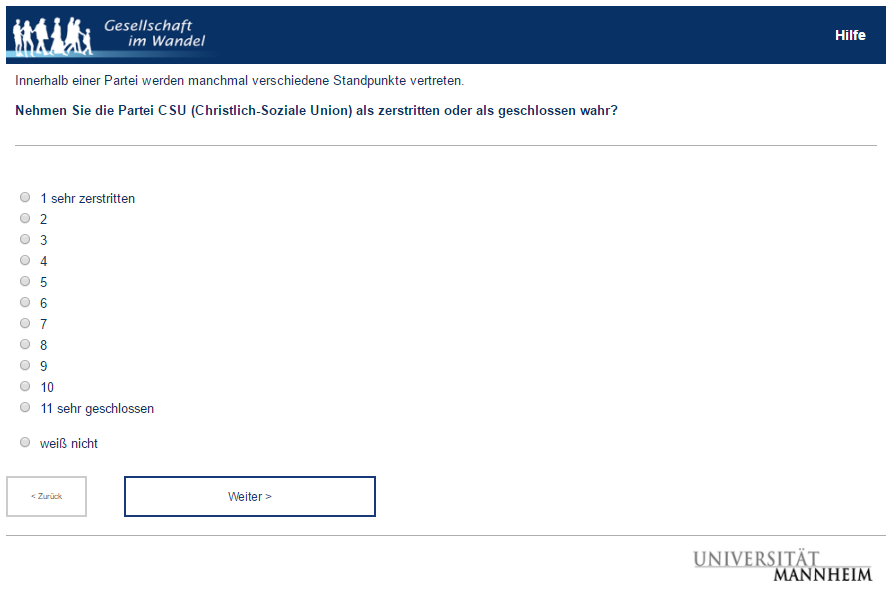 Gesellschaft
im Wandel
Hilfe
Innerhalb einer Partei werden manchmal verschiedene Standpunkte vertreten.
Nehmen Sie die Partei CSU (Christlich-Soziale Union) als zerstritten oder als geschlossen wahr?
1 sehr zerstritten
2
3
4
5
6
7
8
9
10
11 sehr geschlossen
weiß nicht
< Zurück
Weiter >
UNIVERSITÄT
MANNHEIM